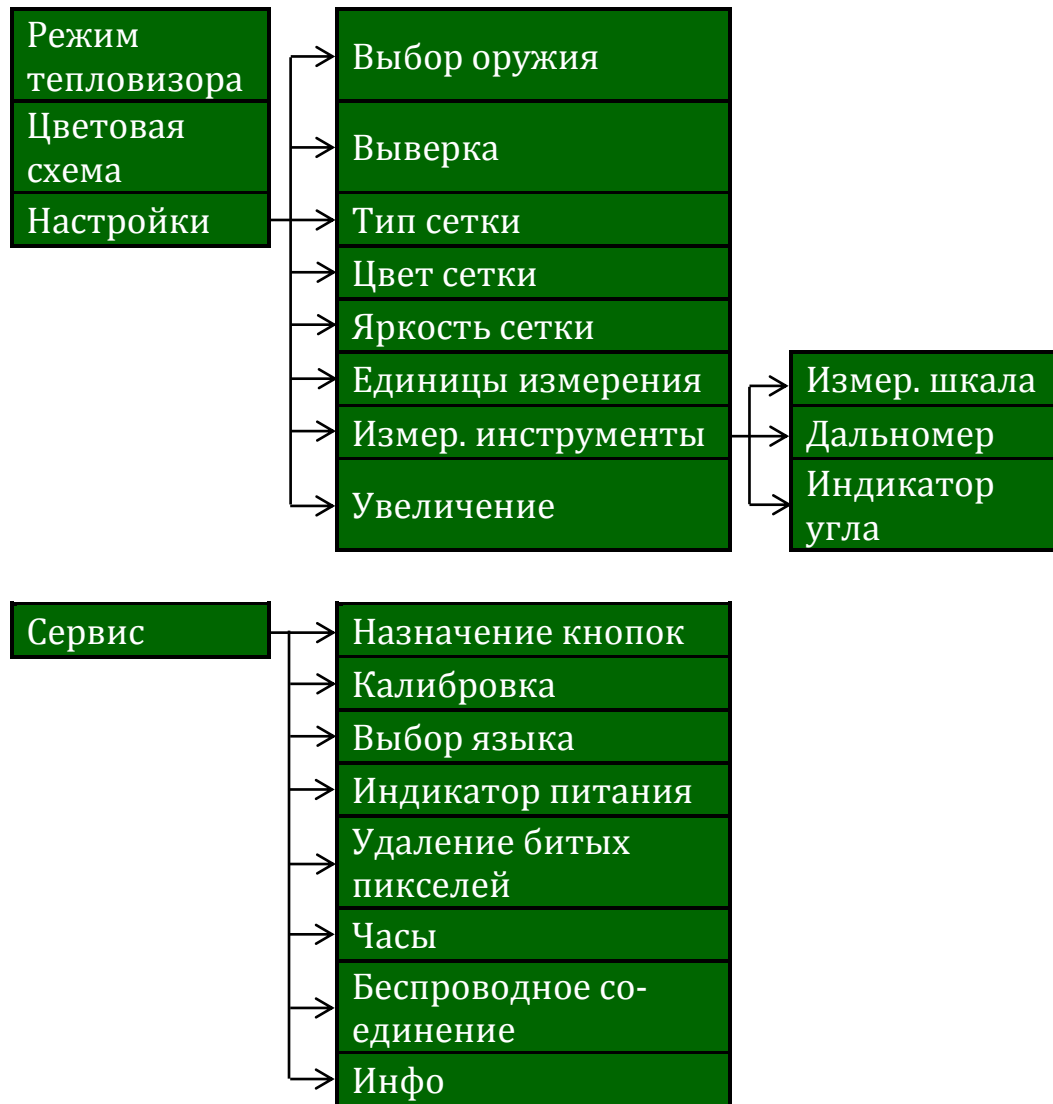 Режим
тепловизора
Цветовая
схема
Настройки
Выбор оружия
Выверка
Тип сетки
Цвет сетки
Яркость сетки
Единицы измерения
Измер. инструменты
Увеличение
Измер. шкала
Дальномер
Индикатор
угла
Сервис
Назначение кнопок
Калибровка
Выбор языка
Индикатор питания
Удаление битых
пикселей
Часы
Беспроводное со-
единение
Инфо